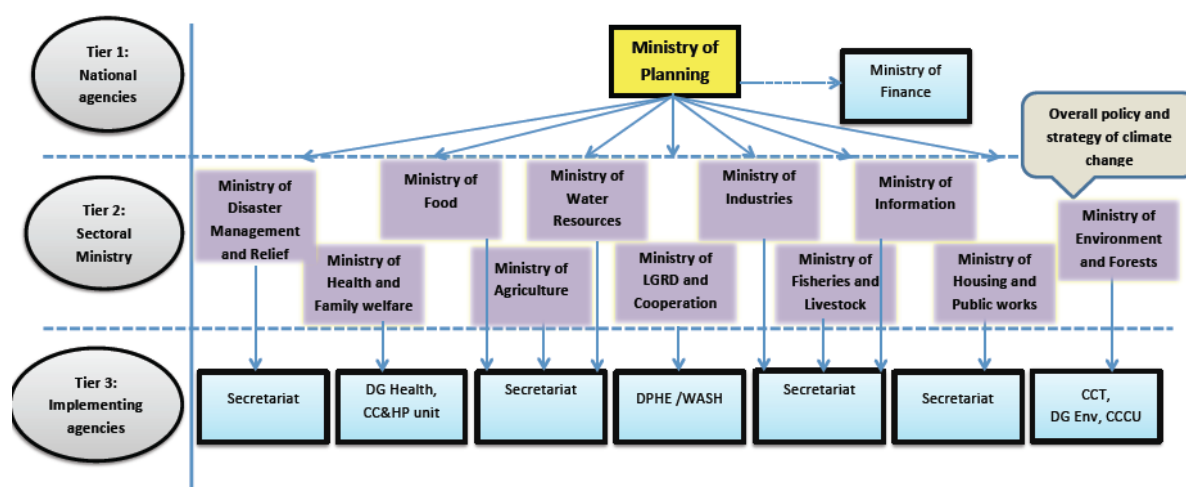 Tier 1:
National
agencies
Ministry of
Planning
Ministry of
Finance
Overall policy and
strategy of climate
change
Tier 2:
Sectoral
Ministry
Ministry of
Disaster
Management
and Relief
Ministry of
Food
Ministry of
Water
Resources
Ministry of
Industries
Ministry of
Information
Ministry of
Environment
and Forests
Ministry of
Health and
Family welfare
Ministry of
Agriculture
Ministry of
LGRD and
Cooperation
Ministry of
Fisheries and
Livestock
Ministry of
Housing and
Public works
Tier 3:
Implementing
agencies
Secretariat
DG Health,
CC&HP unit
Secretariat
DPHE /WASH
Secretariat
Secretariat
CCT,
DG Env, CCCU